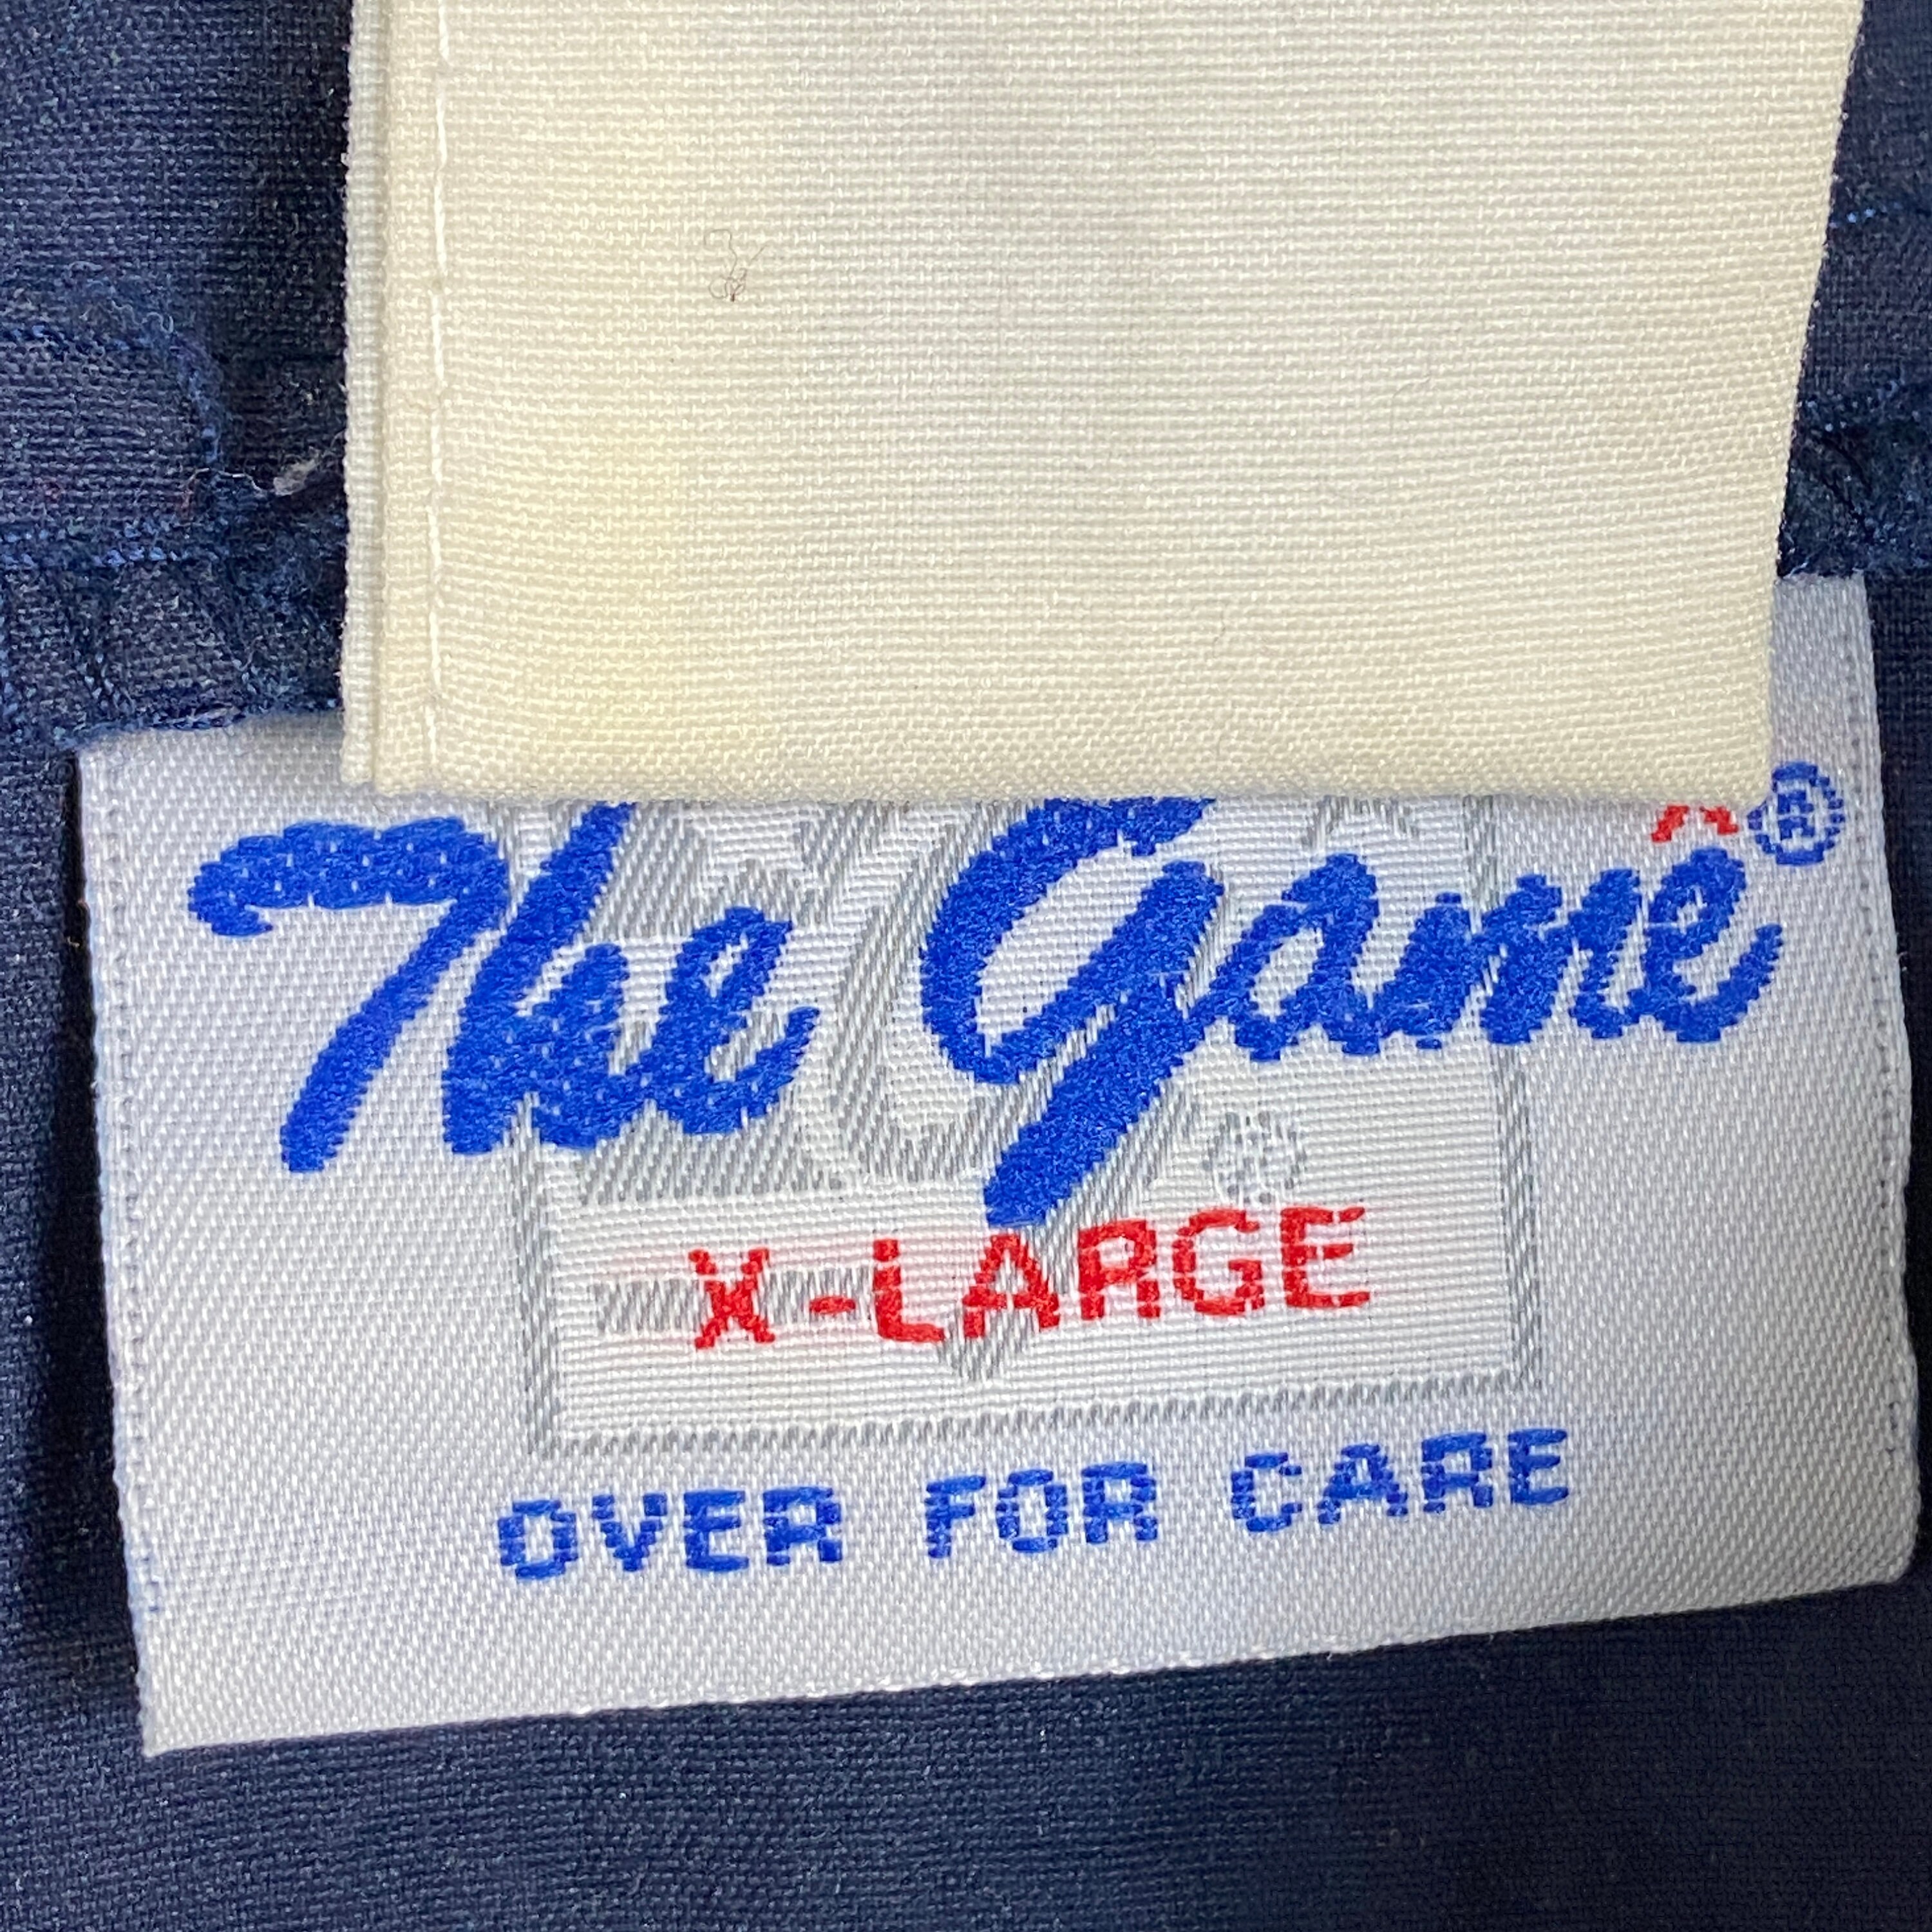 The Game®
X-LARGE
OVER FOR CARE